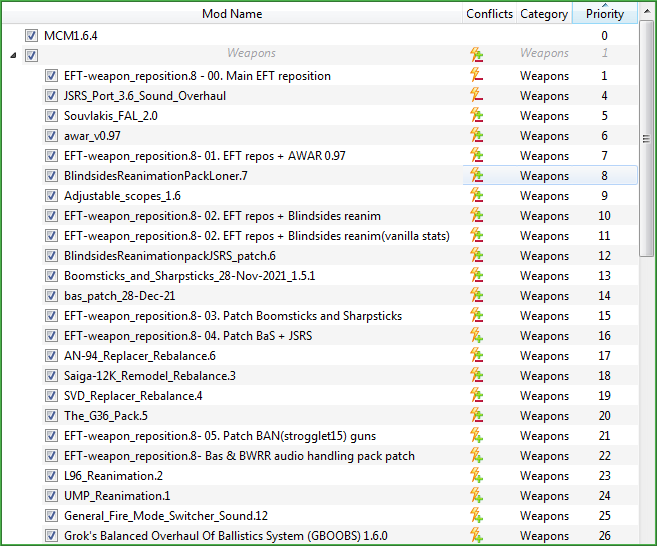 Mod Name Conflicts Category Priority
MCM1.6.4 0
Weapons 1
EFT-weapon_reposition.8 - 00. Main EFT reposition Weapons 1
JSRS_Port_3.6_Sound_Overhaul Weapons 4
Souvlakis_FAL_2.0 Weapons 5
awar_v0.97 Weapons 6
EFT-weapon_reposition.8- 01. EFT repos + AWAR 0.97 Weapons 7
BlindsidesReanimationPackLoner.7 Weapons 8
Adjustable_scopes_1.6 Weapons 9
EFT-weapon_reposition.8- 02. EFT repos + Blindsides reanim Weapons 10
EFT-weapon_reposition.8- 02. EFT repos + Blindsides reanim(vanilla stats) Weapons 11
BlindsidesReanimationpackJSRS_patch.6 Weapons 12
Boomsticks_and_Sharpsticks_28-Nov-2021_1.5.1 Weapons 13
bas_patch_28-Dec-21 Weapons 14
EFT-weapon_reposition.8- 03. Patch Boomsticks and Sharpsticks Weapons 15
EFT-weapon_reposition.8- 04. Patch BaS + JSRS Weapons 16
AN-94_Replacer_Rebalance.6 Weapons 17
Saiga-12K_Remodel_Rebalance.3 Weapons 18
SVD_Replacer_Rebalance.4 Weapons 19
The_G36_Pack.5 Weapons 20
EFT-weapon_reposition.8- 05. Patch BAN(strogglet15) guns Weapons 21
EFT-weapon_reposition.8- Bas & BWRR audio handling pack patch Weapons 22
L96_Reanimation.2 Weapons 23
UMP_Reanimation.1 Weapons 24
General_Fire_Mode_Switcher_Sound.12 Weapons 25
Grok's Balanced Overhaul Of Ballistics System (GBOOBS) 1.6.0 Weapons 26